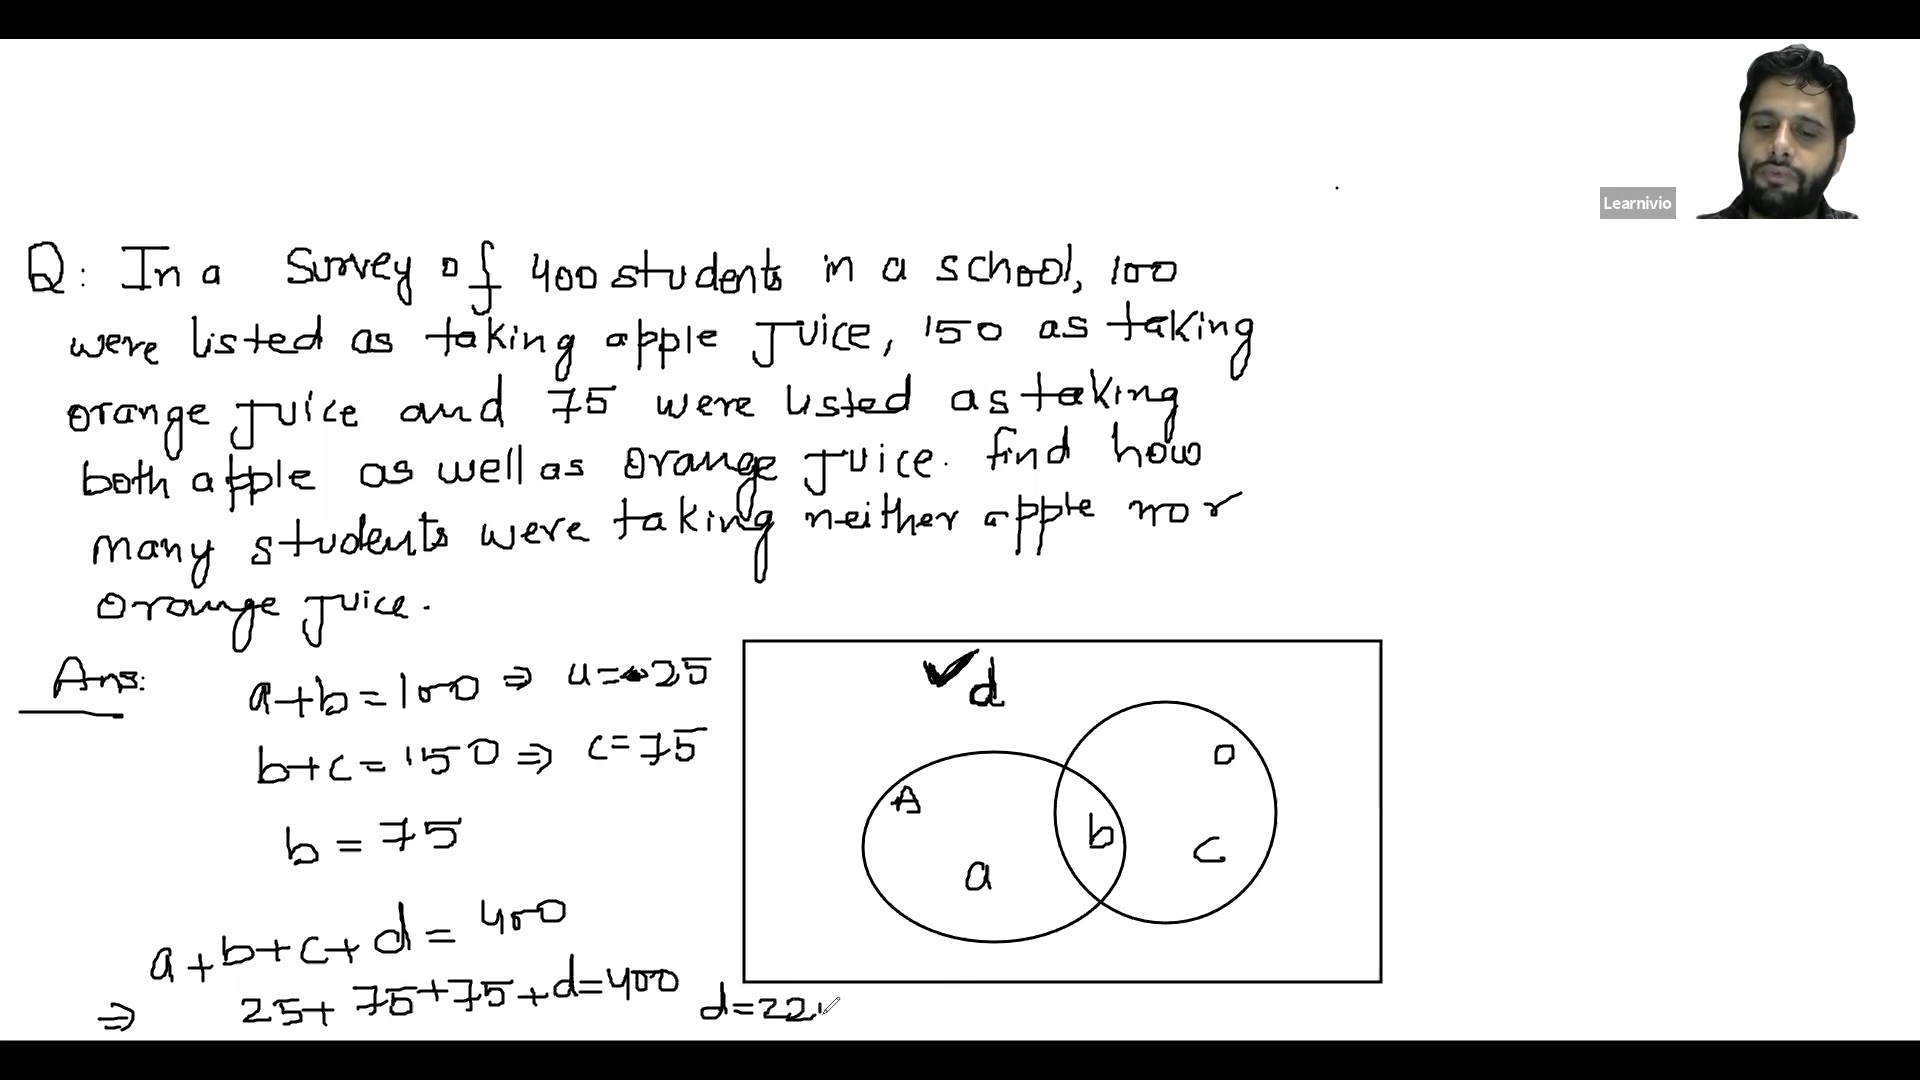 Learnivio
Q: In a Survey of 400 students in a school, 100
were listed as taking apple Juice, 150 as taking
orange juice and 75 were listed as taking
both apple as well as orange juice. find how
many students were taking neither apple nor
orange juice.
Ans:
a+b=100 ⇒ a=25
b+c=150 ⇒ c=75
b=75
a+b+c+d=400
⇒ 25+75+75+d=400 d=22
d
A
O
a
b
c